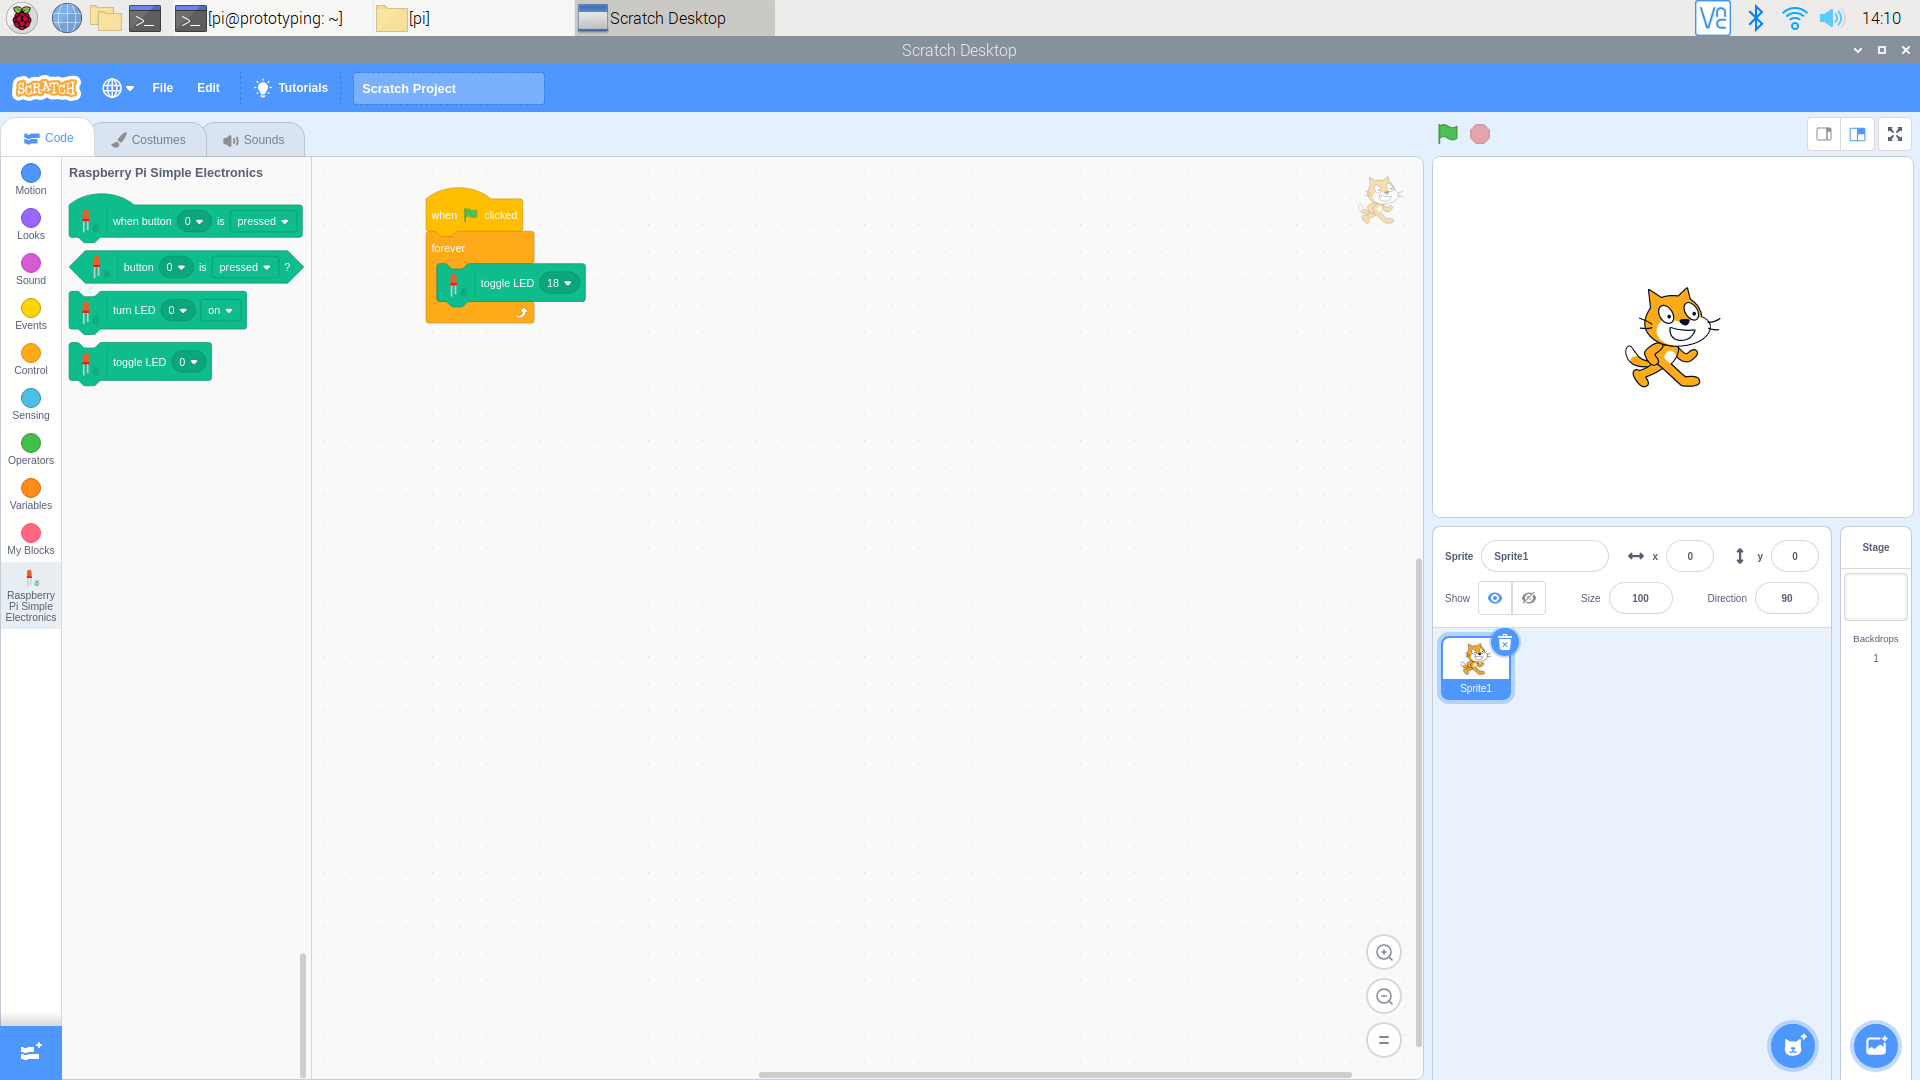 [pi@prototyping: ~]
[pi]
Scratch Desktop
14:10
Scratch Desktop
SCRATCH
File
Edit
Tutorials
Scratch Project
Code
Costumes
Sounds
Motion
Looks
Sound
Events
Control
Sensing
Operators
Variables
My Blocks
Raspberry
Pi Simple
Electronics
Raspberry Pi Simple Electronics
when button 0 is pressed
button 0 is pressed ?
turn LED 0 on
toggle LED 0
when clicked
forever
toggle LED 18
Sprite Sprite1 x 0 y 0
Show Size 100 Direction 90
Sprite1
Stage
Backdrops
1